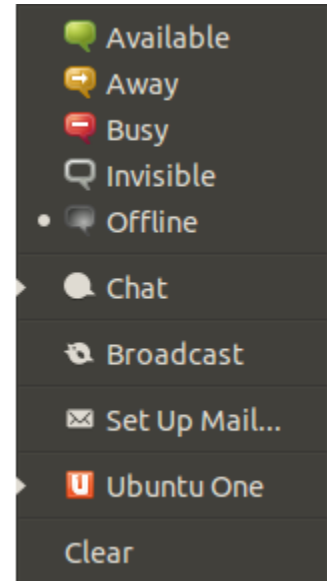 Available
Away
Busy
Invisible
Offline
Chat
Broadcast
Set Up Mail...
Ubuntu One
Clear